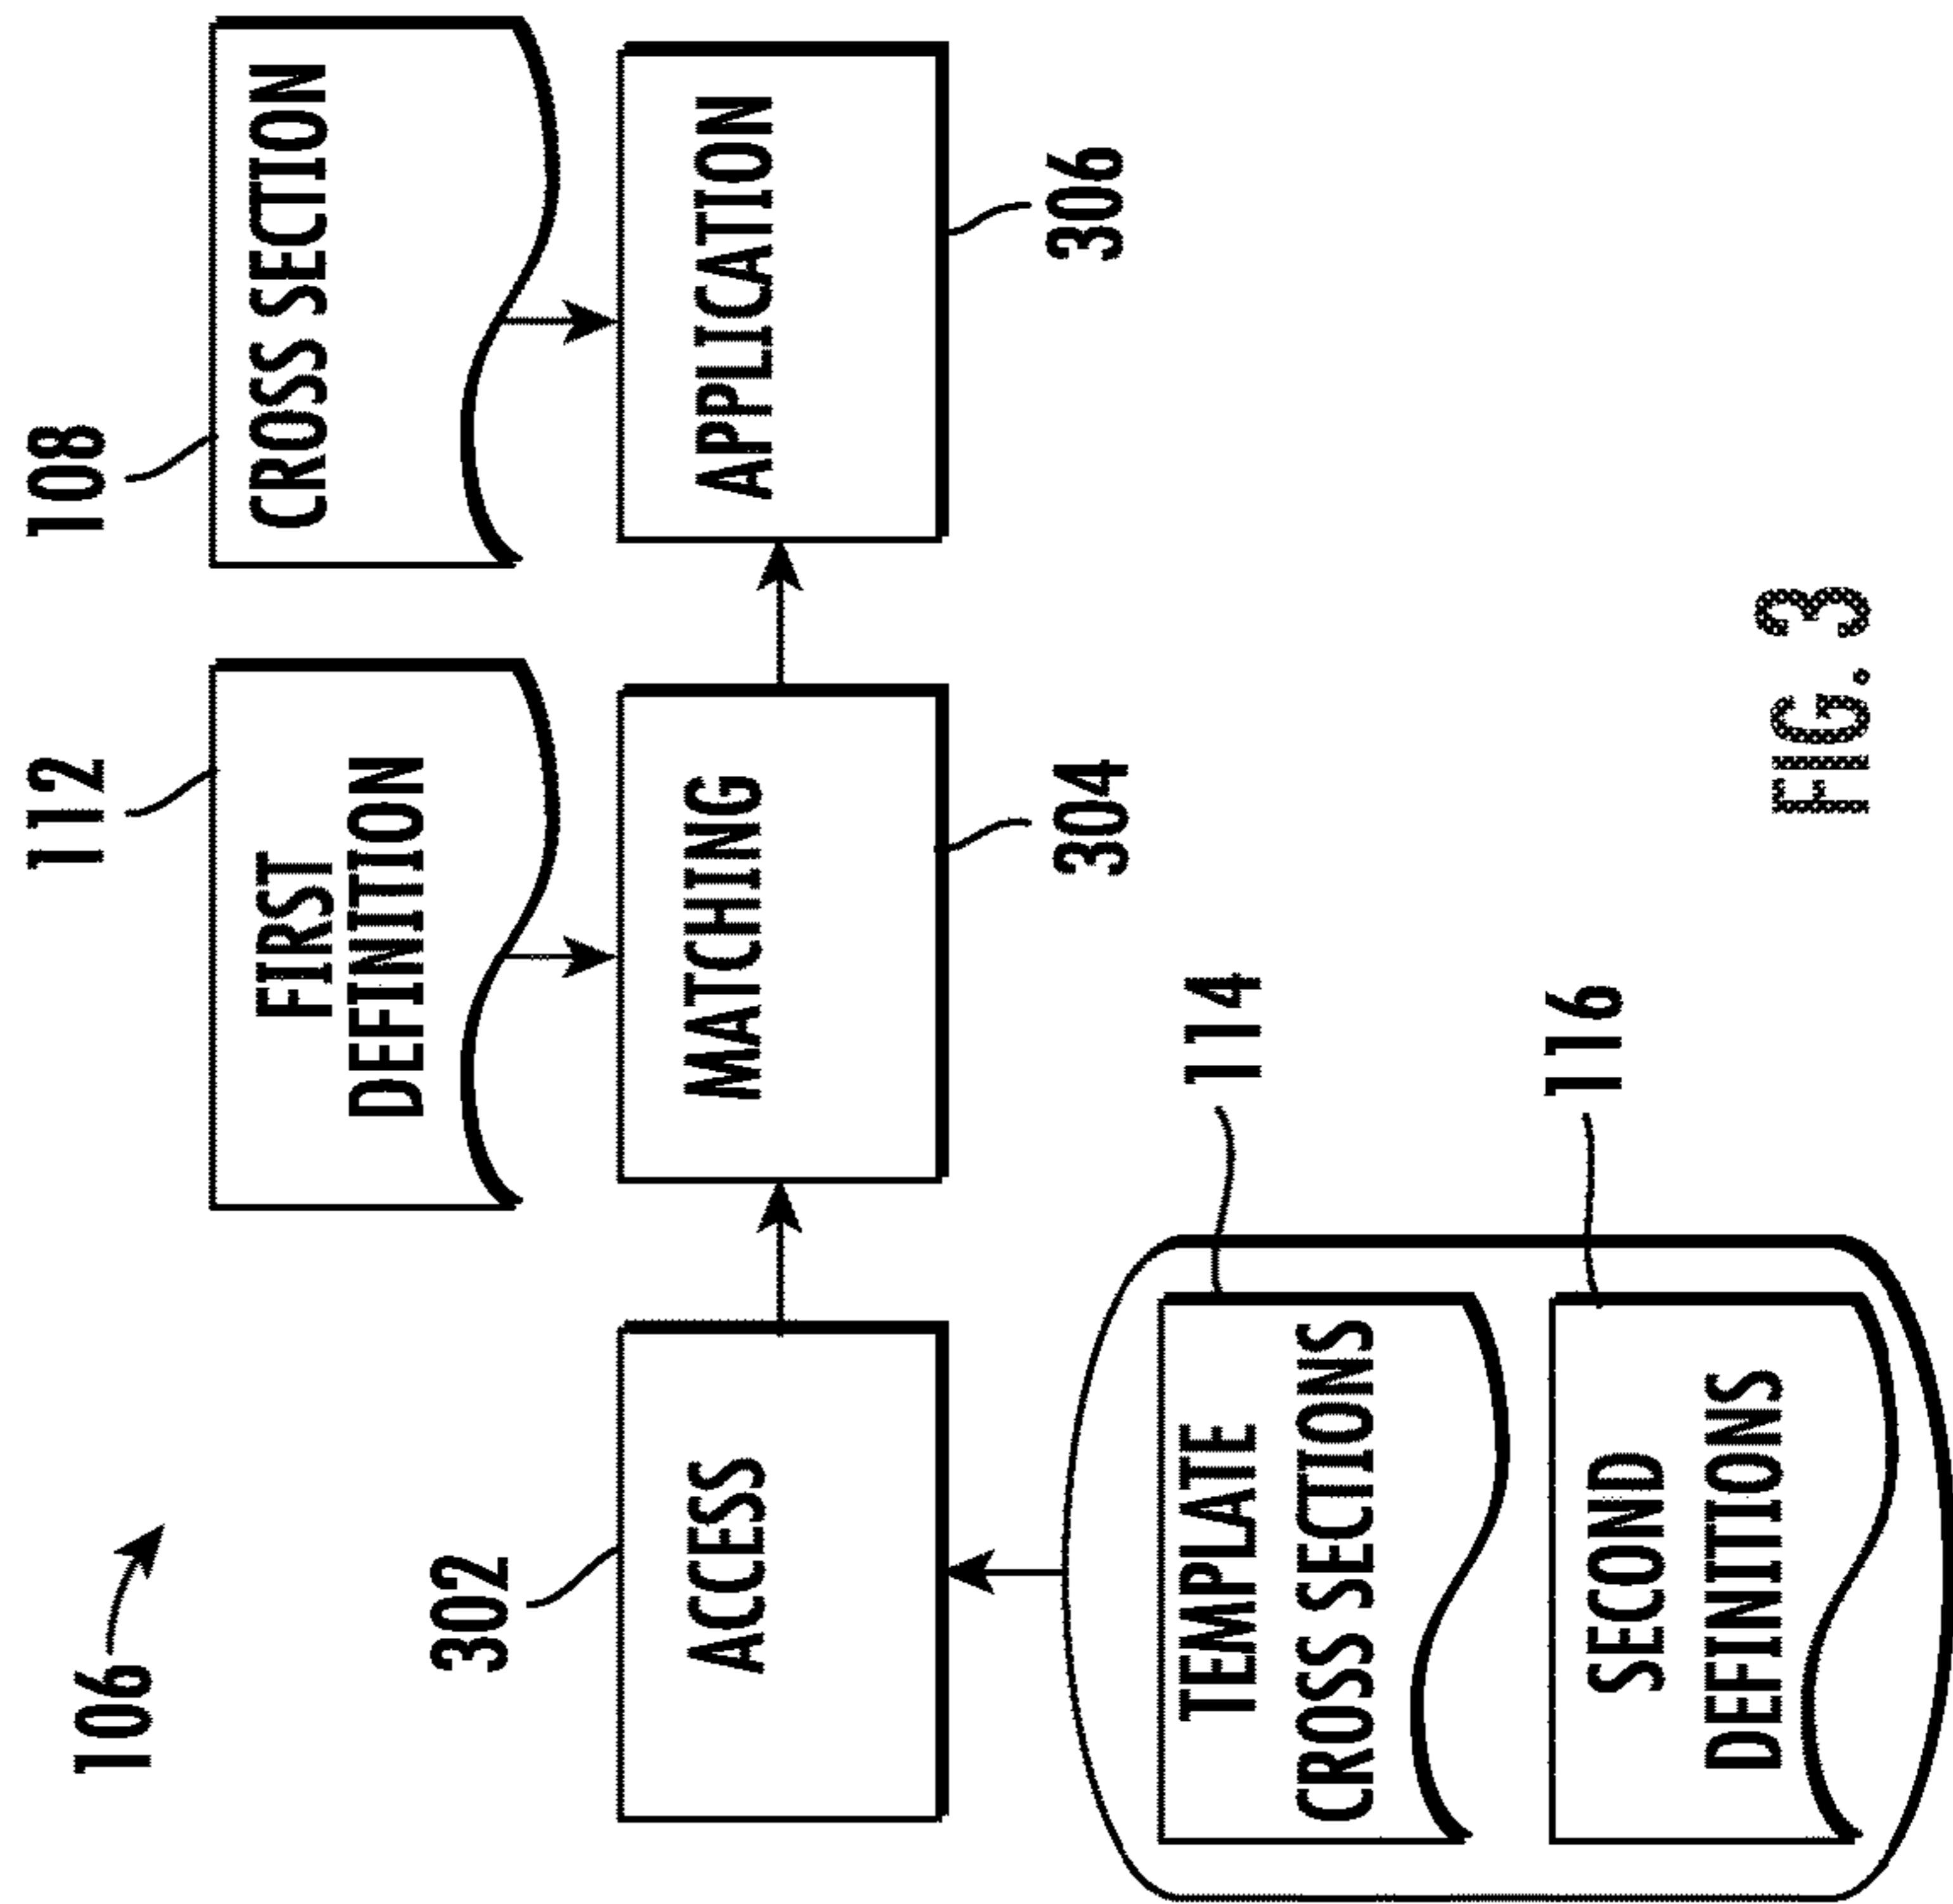 106
112
108
FIRST
DEFINITION
CROSS SECTION
302
ACCESS
MATCHING
APPLICATION
304
306
TEMPLATE
CROSS SECTIONS
114
SECOND
DEFINITIONS
116
FIG. 3